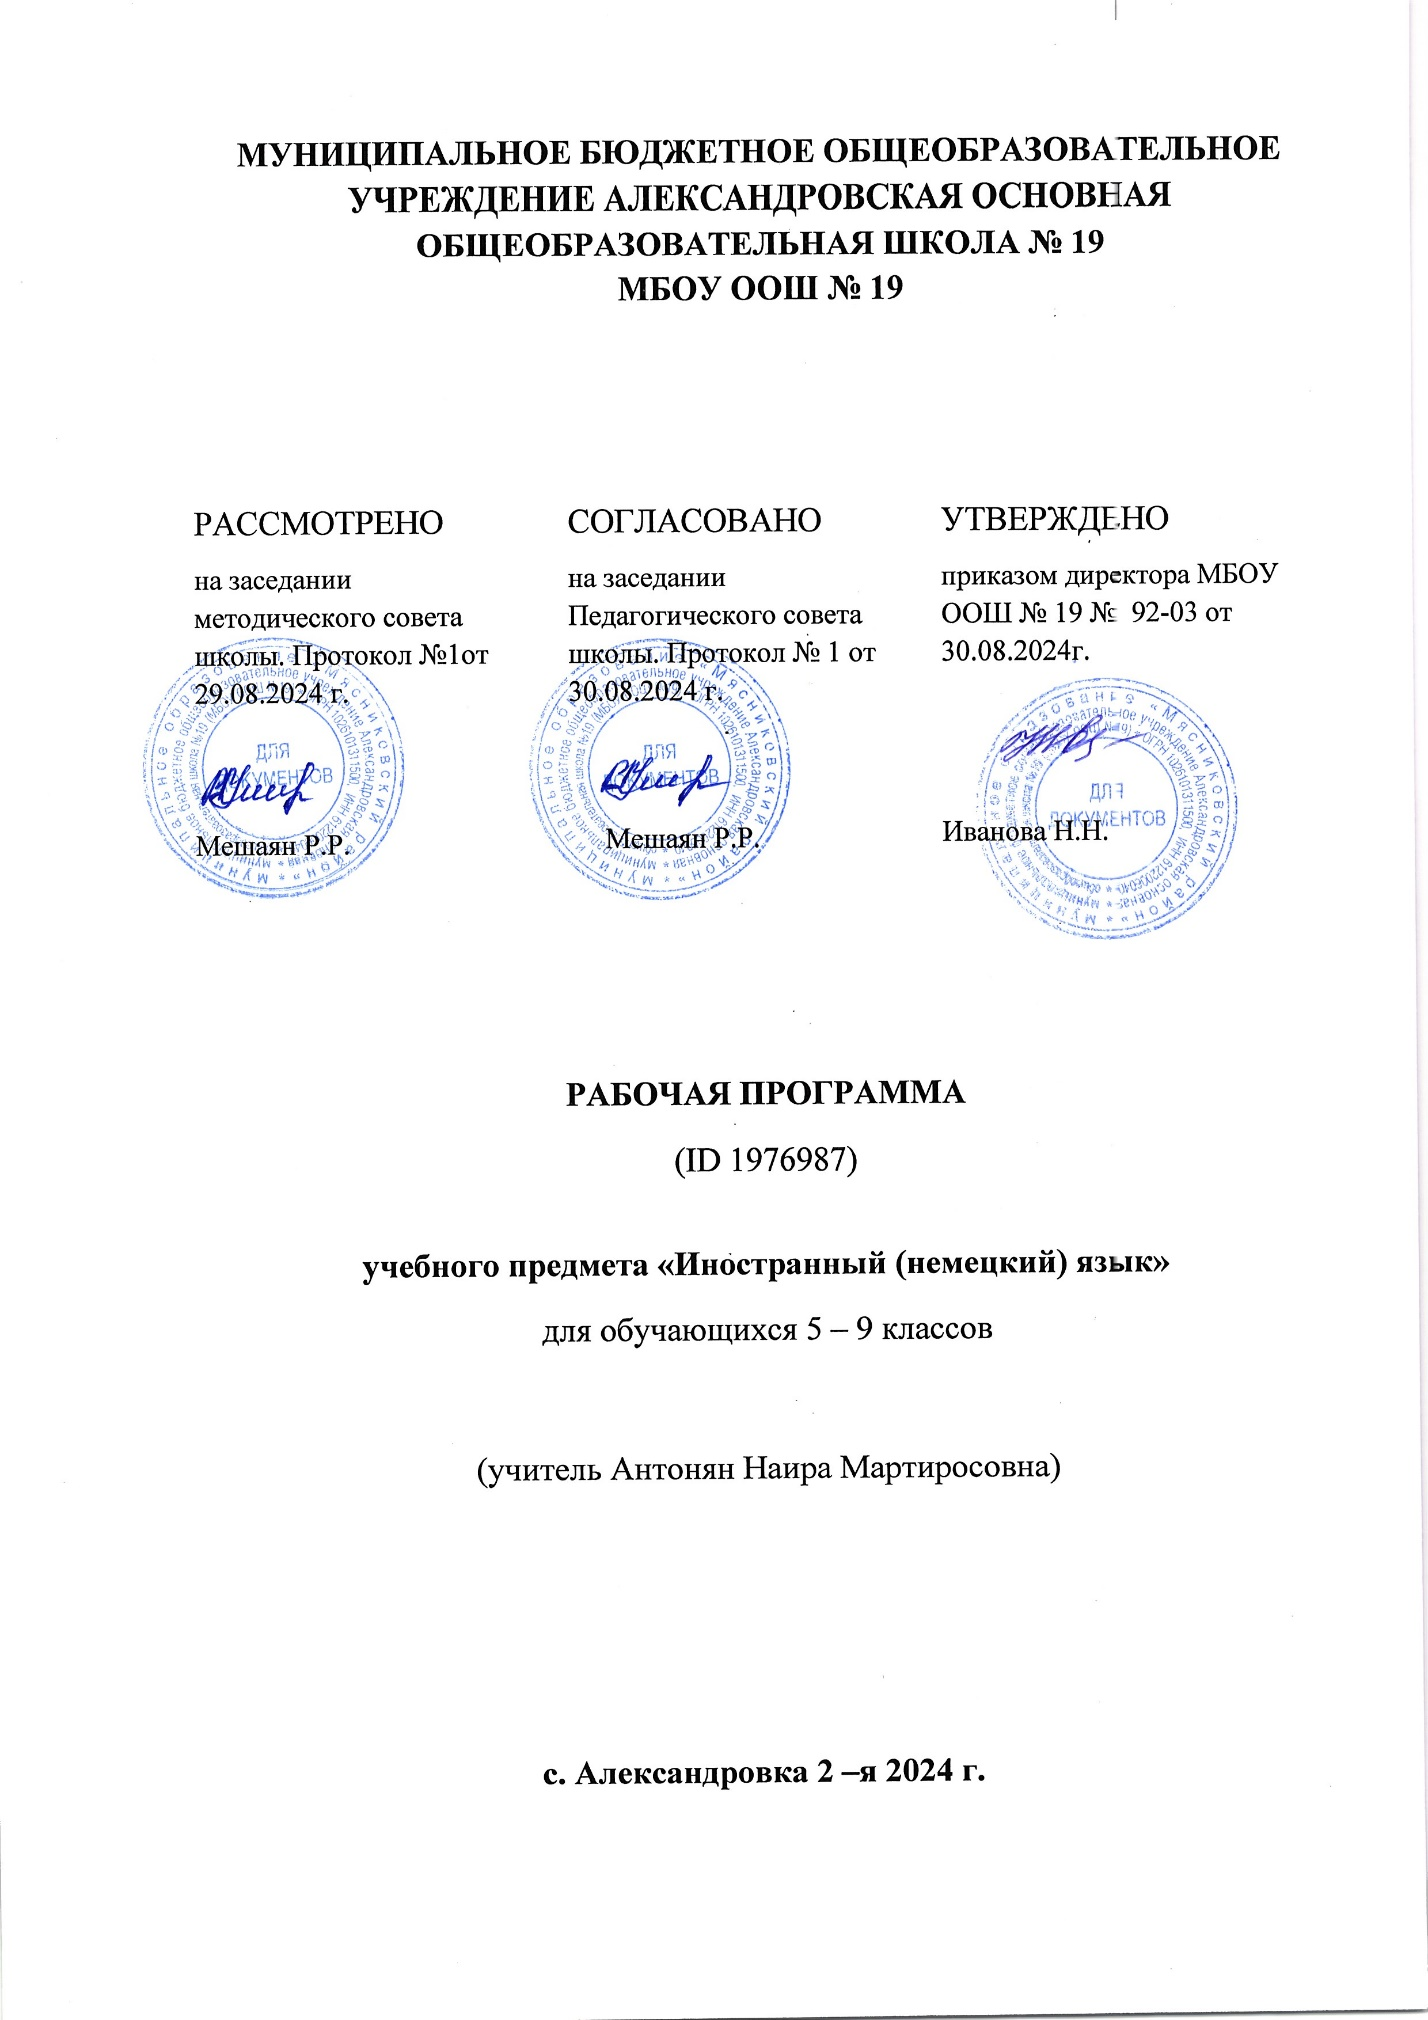 МУНИЦИПАЛЬНОЕ БЮДЖЕТНОЕ ОБЩЕОБРАЗОВАТЕЛЬНОЕ
УЧРЕЖДЕНИЕ АЛЕКСАНДРОВСКАЯ ОСНОВНАЯ
ОБЩЕОБРАЗОВАТЕЛЬНАЯ ШКОЛА № 19
МБОУ ООШ № 19
РАССМОТРЕНО
на заседании
методического совета
школы. Протокол №1от
29.08.2024 г.
ДЛЯ
ДОКУМЕНТОВ
Мешаян Р.Р.
СОГЛАСОВАНО
на заседании
Педагогического совета
школы. Протокол № 1 от
30.08.2024 г.
ДЛЯ
ДОКУМЕНТОВ
Мешаян Р.Р.
УТВЕРЖДЕНО
приказом директора МБОУ
ООШ № 19 № 92-03 от
30.08.2024г.
ДЛЯ
ДОКУМЕНТОВ
Иванова Н.Н.
РАБОЧАЯ ПРОГРАММА
(ID 1976987)
учебного предмета «Иностранный (немецкий) язык»
для обучающихся 5 – 9 классов
(учитель Антонян Наира Мартиросовна)
с. Александровка 2 –я 2024 г.